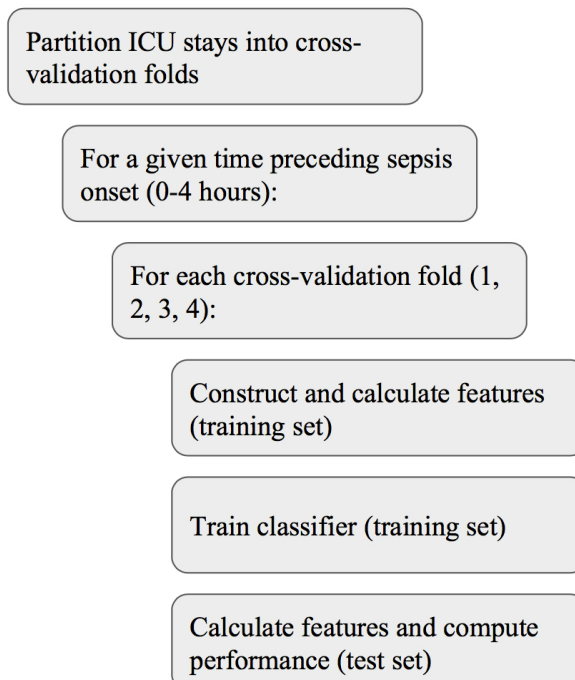 Partition ICU stays into cross-
validation folds
For a given time preceding sepsis
onset (0-4 hours):
For each cross-validation fold (1,
2, 3, 4):
Construct and calculate features
(training set)
Train classifier (training set)
Calculate features and compute
performance (test set)